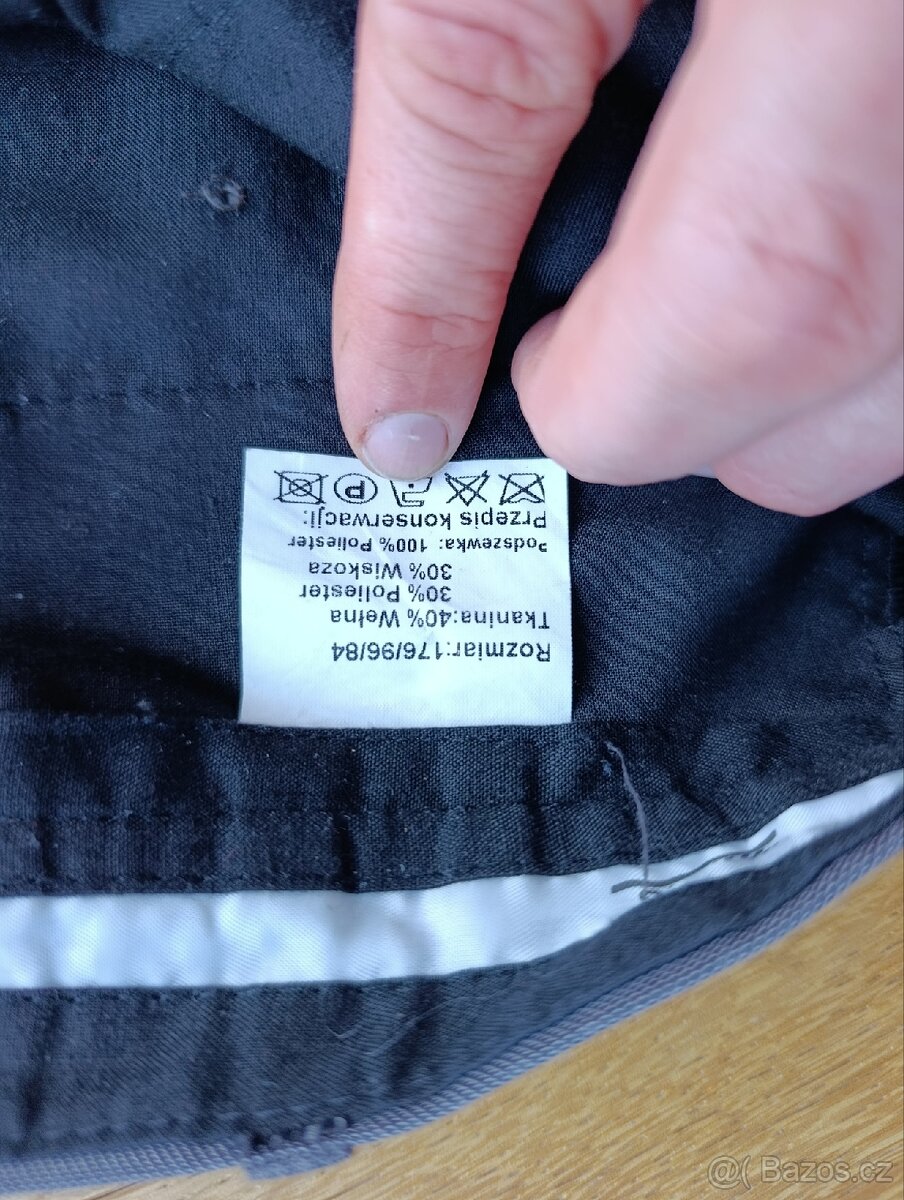 Rozmiar:176/96/84
Tkanina:40% Wełna
30% Poliester
30% Wiskoza
Podszewka: 100% Poliester
Przepis konserwacji:
P
@( Bazos.cz